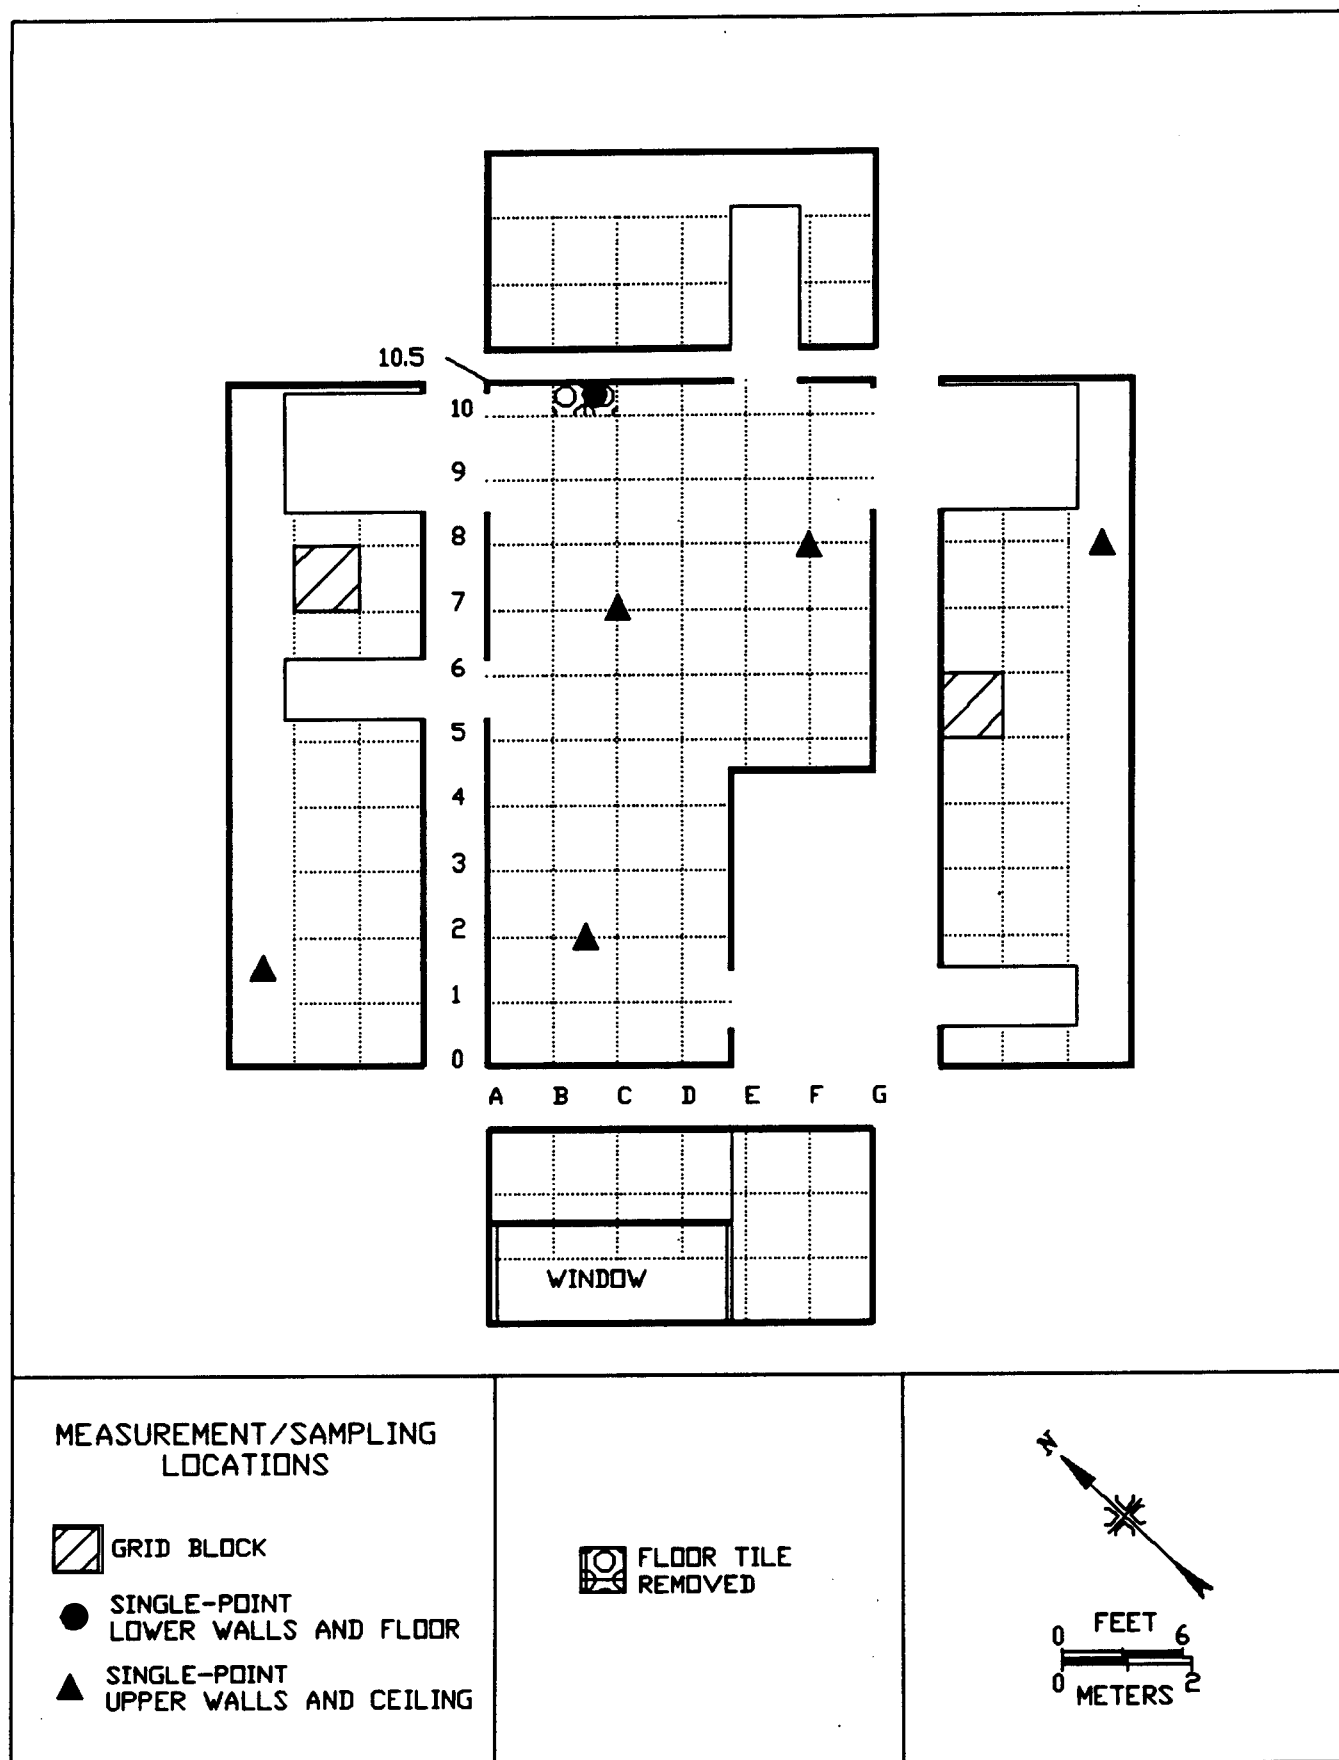 10.5
10
9
8
7
6
5
4
3
2
1
0
A B C D E F G
WINDOW
MEASUREMENT/SAMPLING
LOCATIONS
GRID BLOCK
SINGLE-POINT
LOWER WALLS AND FLOOR
SINGLE-POINT
UPPER WALLS AND CEILING
FLOOR TILE
REMOVED
N
FEET
0 6
0 2
METERS